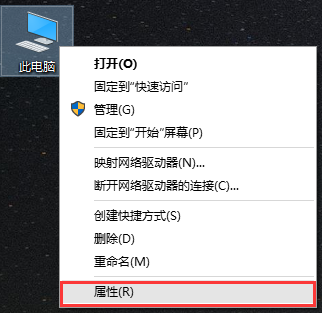 此电脑
打开(O)
固定到"快速访问"
管理(G)
固定到"开始"屏幕(P)
映射网络驱动器(N)...
断开网络驱动器的连接(C)...
创建快捷方式(S)
删除(D)
重命名(M)
属性(R)